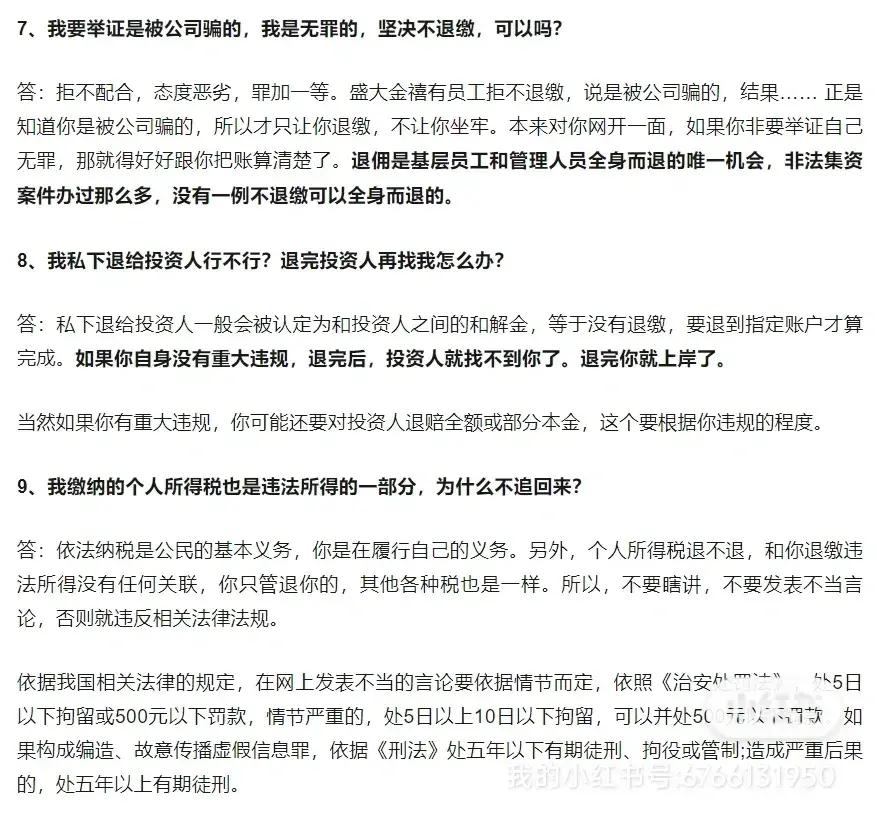 7、我要举证是被公司骗的，我是无罪的，坚决不退缴，可以吗？
答：拒不配合，态度恶劣，罪加一等。盛大金禧有员工拒不退缴，说是被公司骗的，结果…… 正是
知道你是被公司骗的，所以才只让你退缴，不让你坐牢。本来对你网开一面，如果你非要举证自己
无罪，那就得好好跟你把账算清楚了。退佣是基层员工和管理人员全身而退的唯一机会，非法集资
案件办过那么多，没有一例不退缴可以全身而退的。
8、我私下退给投资人行不行？退完投资人再找我怎么办？
答：私下退给投资人一般会被认定为和投资人之间的和解金，等于没有退缴，要退到指定账户才算
完成。如果你自身没有重大违规，退完后，投资人就找不到你了。退完你就上岸了。
当然如果你有重大违规，你可能还要对投资人退赔全额或部分本金，这个要根据你违规的程度。
9、我缴纳的个人所得税也是违法所得的一部分，为什么不追回来？
答：依法纳税是公民的基本义务，你是在履行自己的义务。另外，个人所得税退不退，和你退缴违
法所得没有任何关联，你只管退你的，其他各种税也是一样。所以，不要瞎讲，不要发表不当言
论，否则就违反相关法律法规。
依据我国相关法律的规定，在网上发表不当的言论要依据情节而定，依照《治安处罚法》，处5日
以下拘留或500元以下罚款，情节严重的，处5日以上10日以下拘留，可以并处500元以下罚款。如
果构成编造、故意传播虚假信息罪，依据《刑法》处五年以下有期徒刑、拘役或管制;造成严重后果
的，处五年以上有期徒刑。
小红书
我的小红书号:6766131950